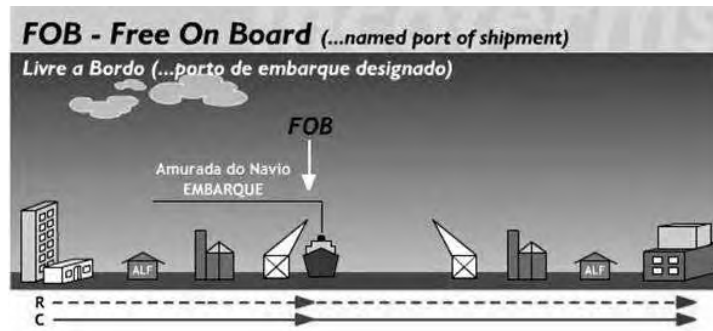 FOB - Free On Board (...named port of shipment)
Livre a Bordo (...porto de embarque designado)
FOB
Amurada do Navio
EMBARQUE
ALF
ALF
R
C